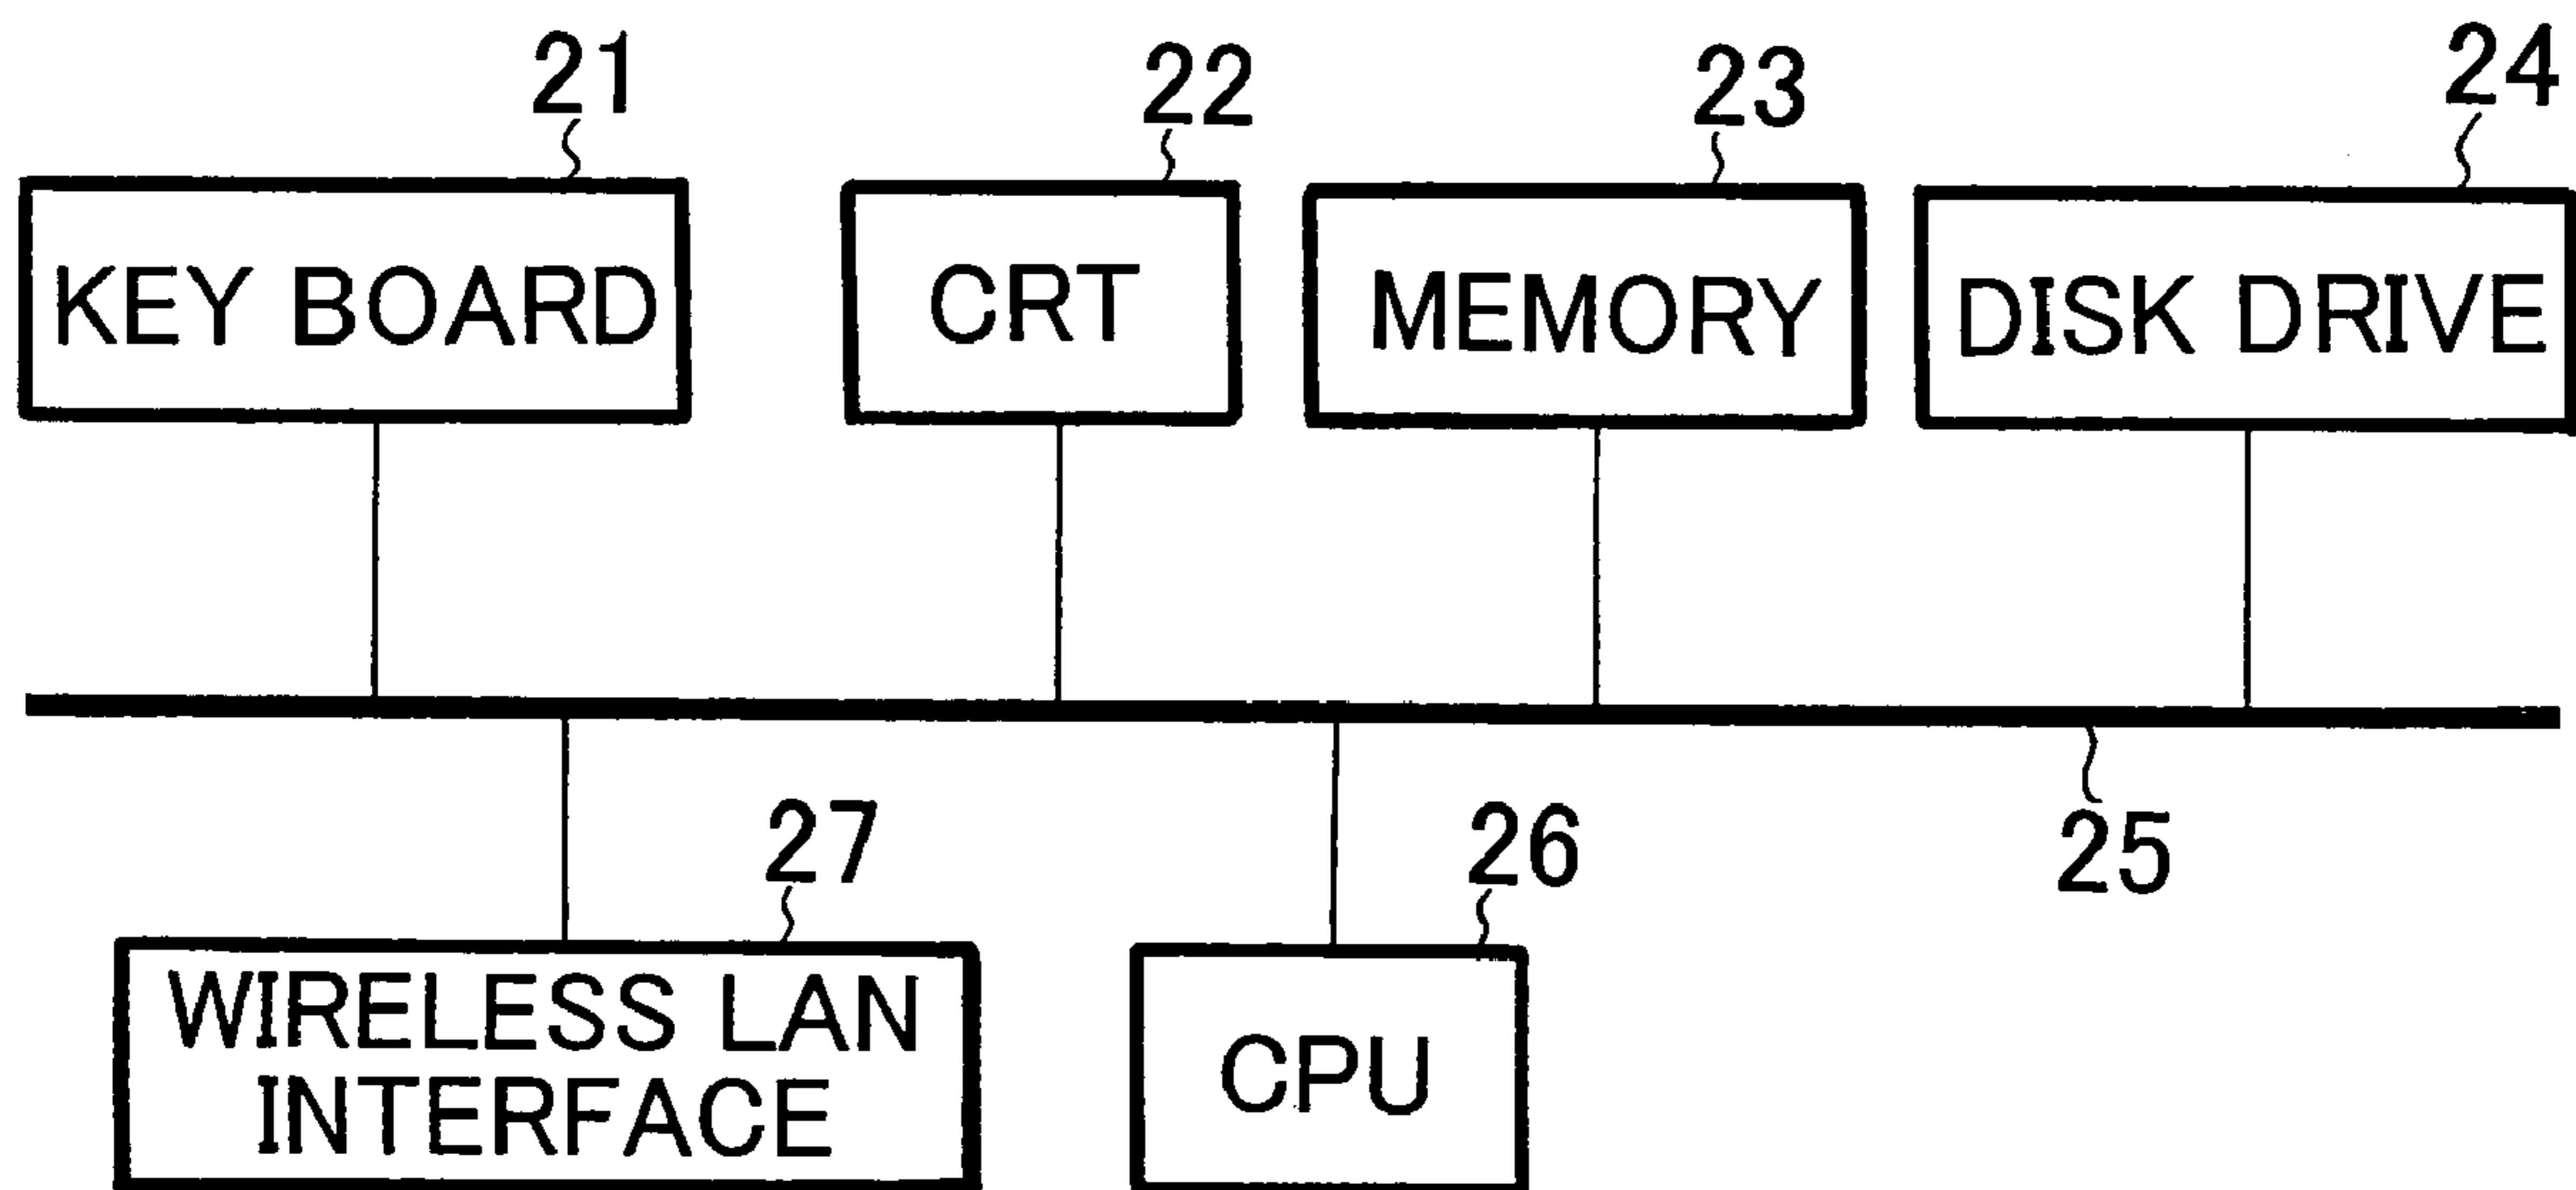 21
22
23
24
KEY BOARD
CRT
MEMORY
DISK DRIVE
27
26
25
WIRELESS LAN
INTERFACE
CPU